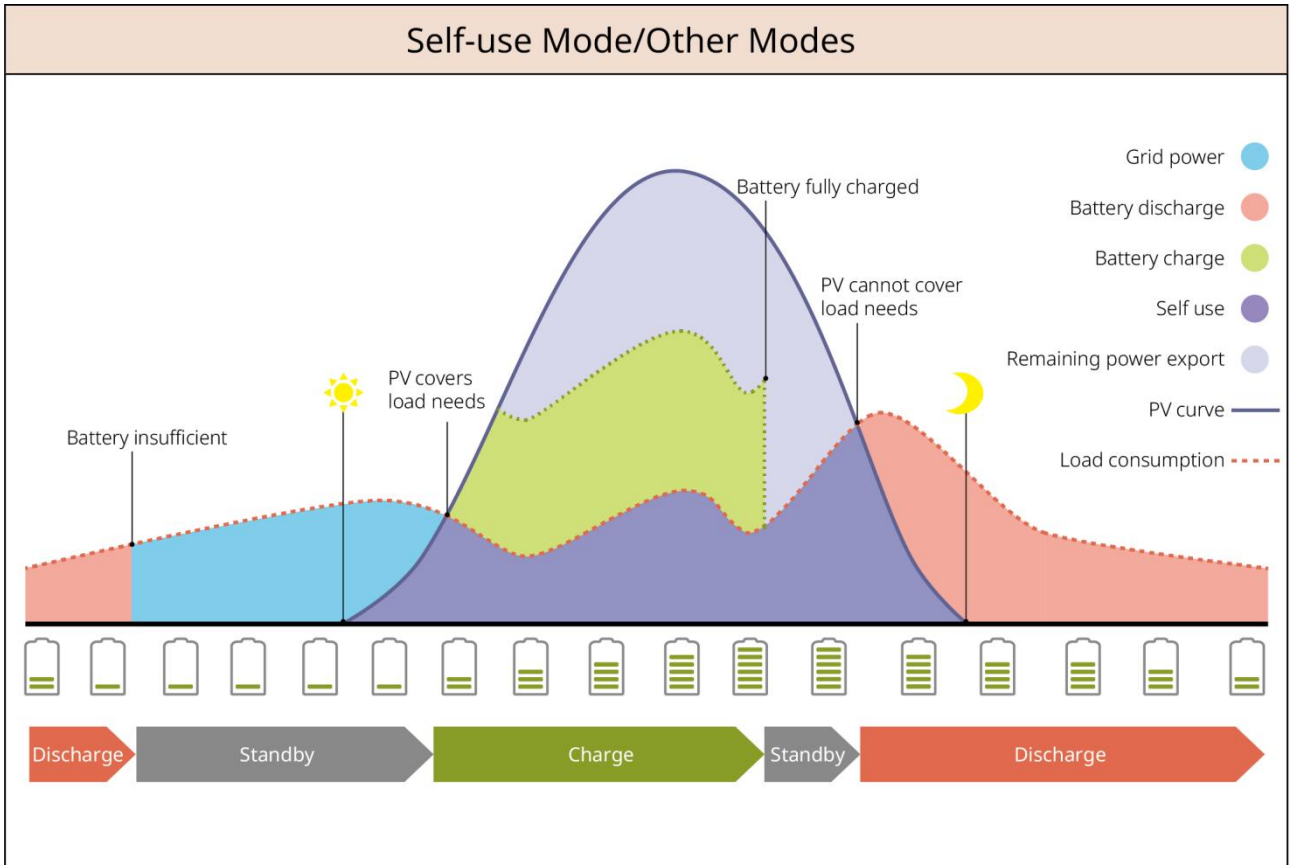 Self-use Mode/Other Modes
Grid power
Battery discharge
Battery charge
Self use
Remaining power export
PV curve
Load consumption
Battery fully charged
PV cannot cover
load needs
PV covers
load needs
Battery insufficient
Discharge
Standby
Charge
Standby
Discharge